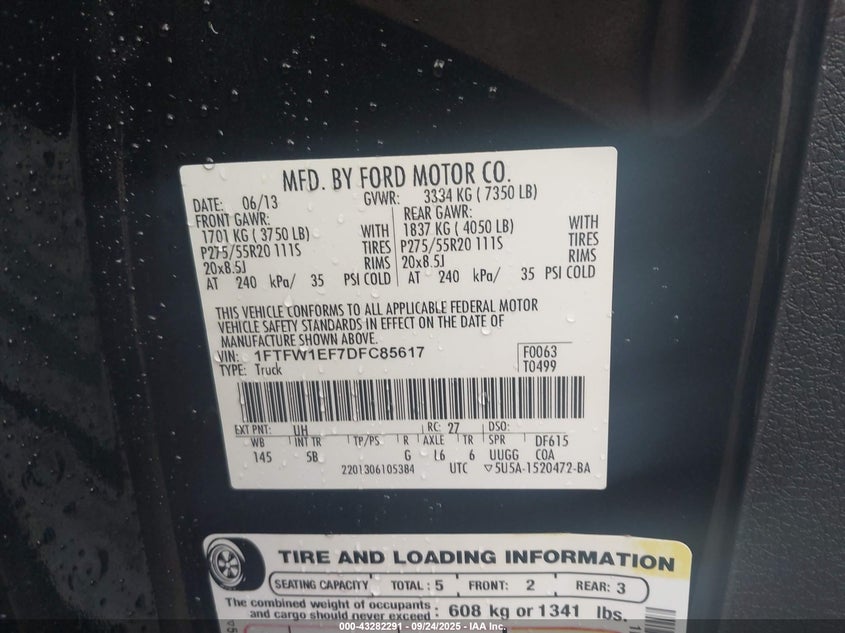 MFD. BY FORD MOTOR CO.
DATE: 06/13 GVWR: 3334 KG ( 7350 LB)
FRONT GAWR: REAR GAWR:
1701 KG ( 3750 LB) WITH 1837 KG ( 4050 LB) WITH
P275/55R20 111S TIRES P275/55R20 111S TIRES
20x8.5J RIMS 20x8.5J RIMS
AT 240 kPa/ 35 PSI COLD AT 240 kPa/ 35 PSI COLD
THIS VEHICLE CONFORMS TO ALL APPLICABLE FEDERAL MOTOR
VEHICLE SAFETY STANDARDS IN EFFECT ON THE DATE OF
MANUFACTURE SHOWN ABOVE.
VIN: 1FTFW1EF7DFC85617 F0063
TYPE: Truck T0499
EXT PNT: UH RC: 27 DSO:
WB INT TR TP/PS R AXLE TR SPR DF615
145 5B G L6 6 UUGG COA
2201306105384 UTC ▽5U5A-1520472-BA
TIRE AND LOADING INFORMATION
SEATING CAPACITY TOTAL : 5 FRONT: 2 REAR: 3
The combined weight of occupants
and cargo should never exceed : 608 kg or 1341 lbs.
000-43282291 - 09/24/2025 - IAA Inc.